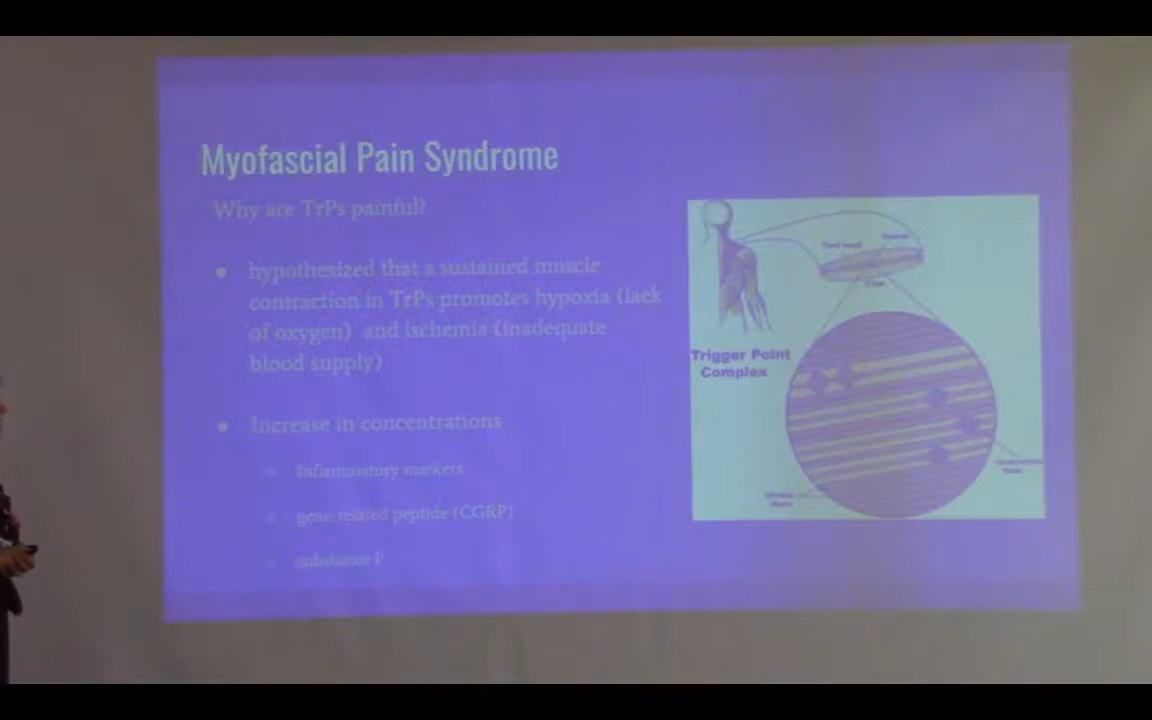 Myofascial Pain Syndrome
Why are TrPs painful?
hypothesized that a sustained muscle
contraction in TrPs promotes hypoxia (lack
of oxygen) and ischemia (inadequate
blood supply)
Increase in concentrations
Inflammatory markers
gene related peptide (CGRP)
substance P
Trigger Point
Complex